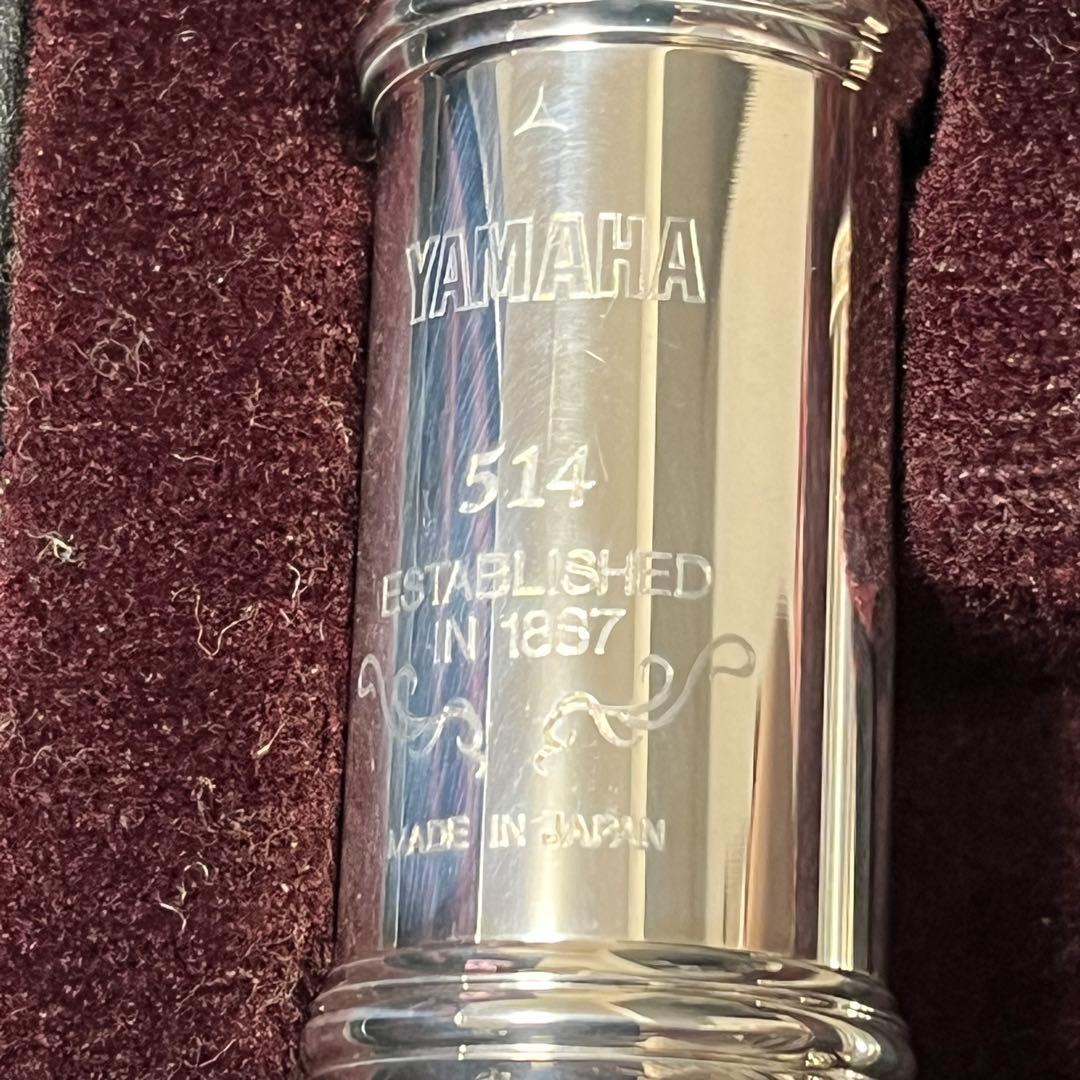 YAMAHA
514
ESTABLISHED
IN 1887
MADE IN JAPAN